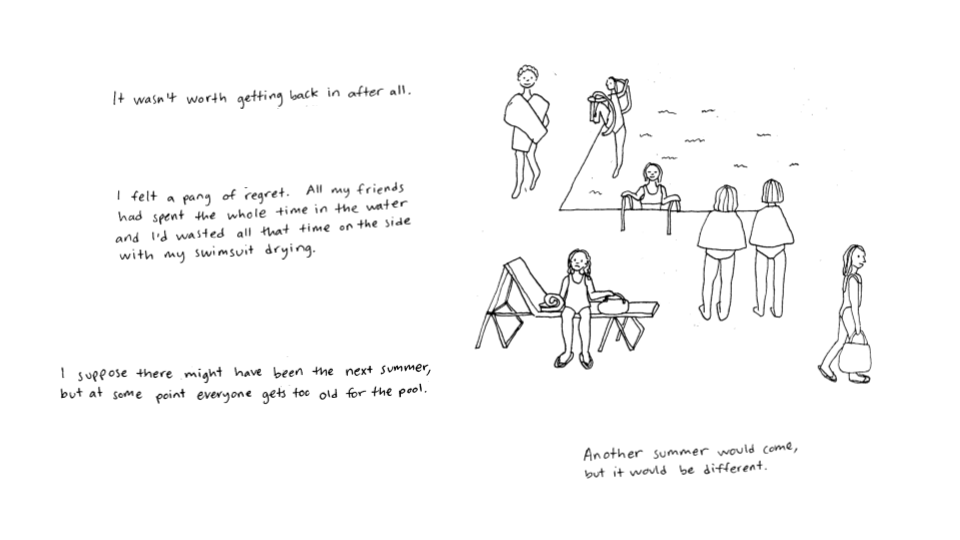 It wasn't worth getting back in after all.
I felt a pang of regret. All my friends
had spent the whole time in the water
and I'd wasted all that time on the side
with my swimsuit drying.
I suppose there might have been the next summer,
but at some point everyone gets too old for the pool.
Another summer would come,
but it would be different.